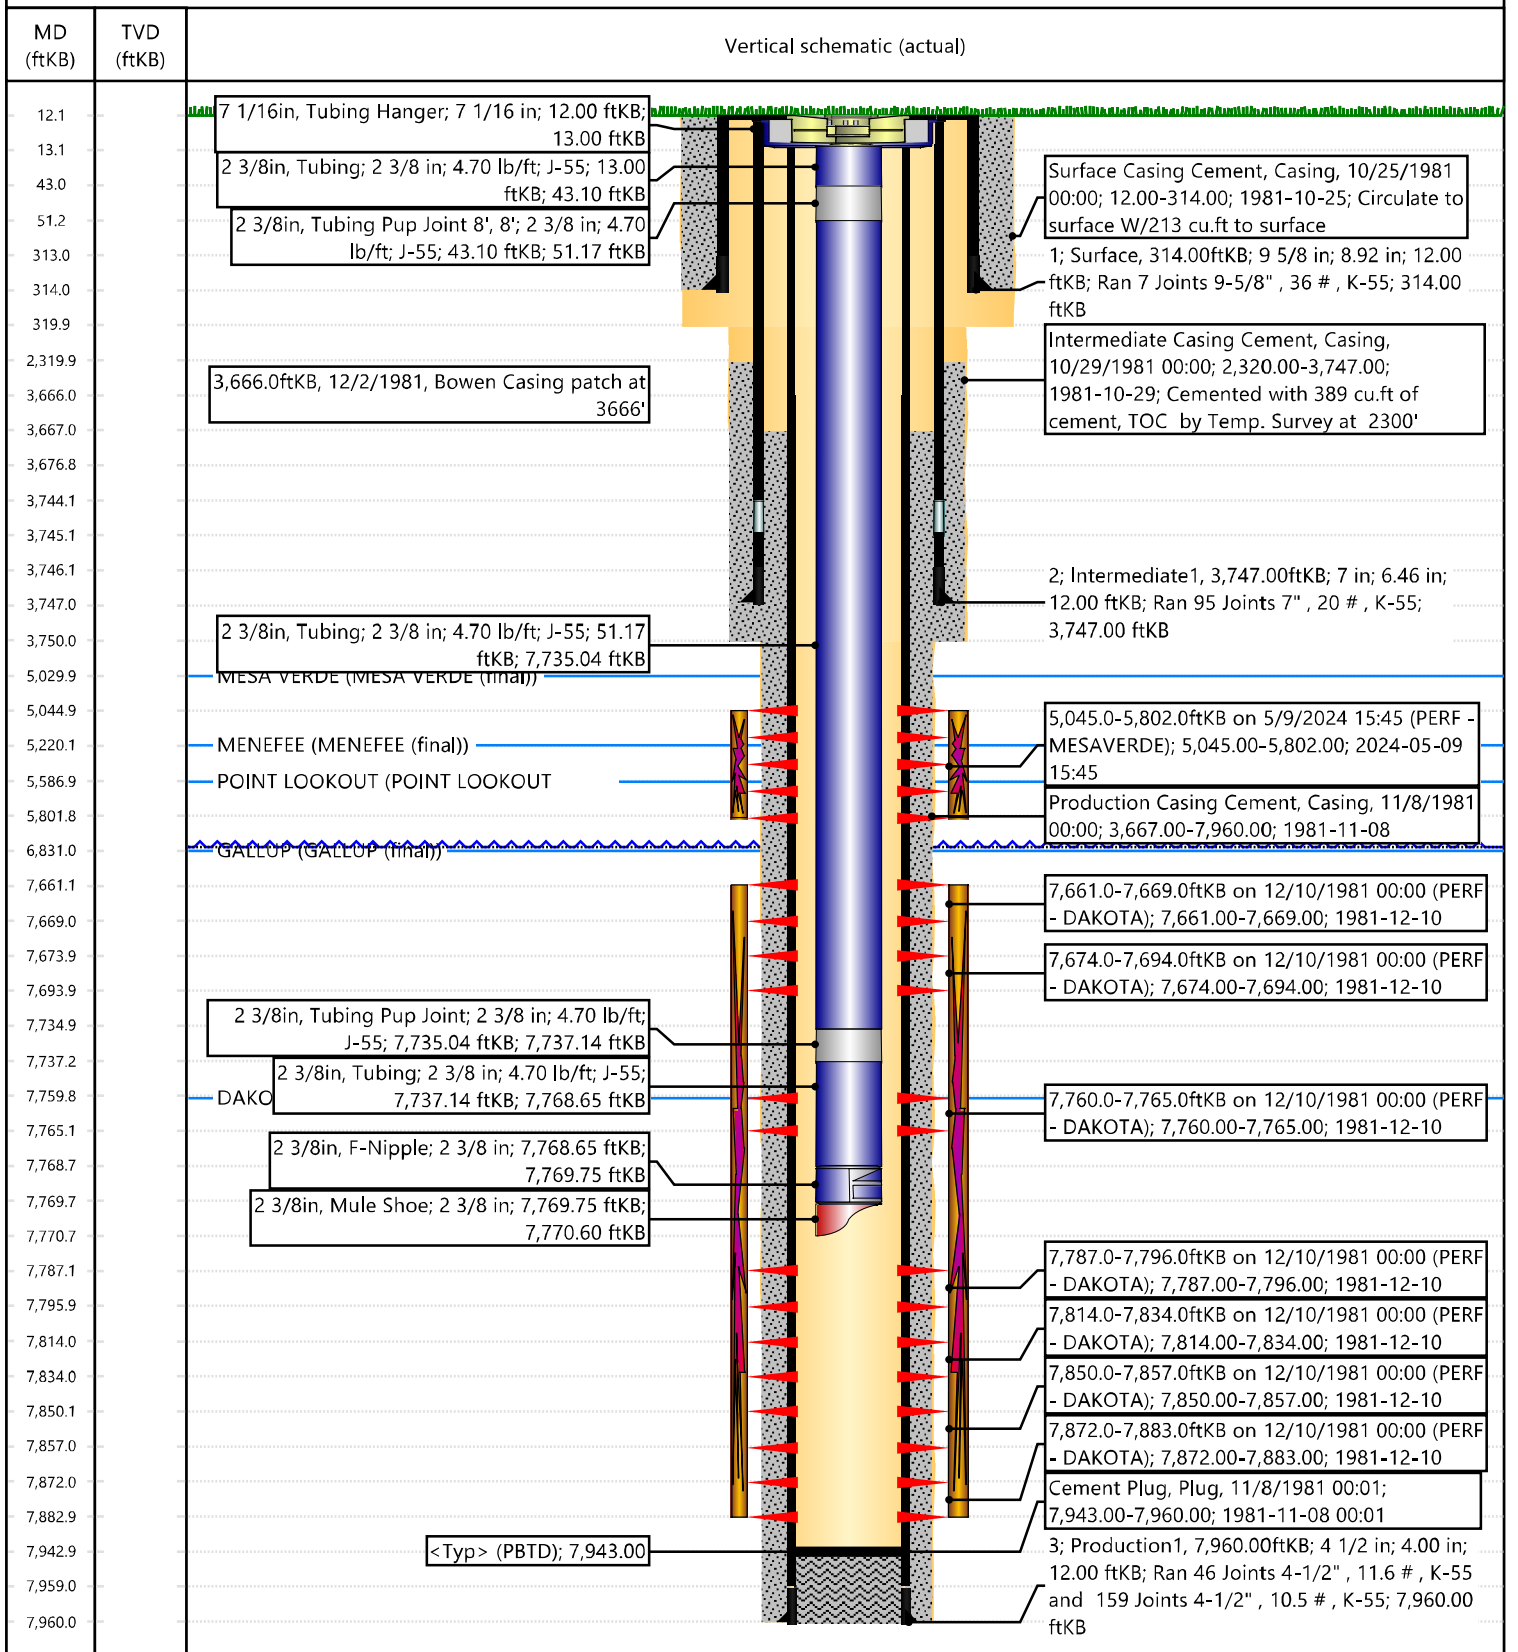 MD
(ftKB)
TVD
(ftKB)
Vertical schematic (actual)
12.1
13.1
43.0
51.2
313.0
314.0
319.9
2,319.9
3,666.0
3,667.0
3,676.8
3,744.1
3,745.1
3,746.1
3,747.0
3,750.0
5,029.9
5,044.9
5,220.1
5,586.9
5,801.8
6,831.0
7,661.1
7,669.0
7,673.9
7,693.9
7,734.9
7,737.2
7,759.8
7,765.1
7,768.7
7,769.7
7,770.7
7,787.1
7,795.9
7,814.0
7,834.0
7,850.1
7,857.0
7,872.0
7,882.9
7,942.9
7,959.0
7,960.0
7 1/16in, Tubing Hanger; 7 1/16 in; 12.00 ftKB;
13.00 ftKB
2 3/8in, Tubing; 2 3/8 in; 4.70 lb/ft; J-55; 13.00
ftKB; 43.10 ftKB
2 3/8in, Tubing Pup Joint 8', 8'; 2 3/8 in; 4.70
lb/ft; J-55; 43.10 ftKB; 51.17 ftKB
3,666.0ftKB, 12/2/1981, Bowen Casing patch at
3666'
2 3/8in, Tubing; 2 3/8 in; 4.70 lb/ft; J-55; 51.17
ftKB; 7,735.04 ftKB
MESA VERDE (MESA VERDE (final))
MENEFEE (MENEFEE (final))
POINT LOOKOUT (POINT LOOKOUT
GALLUP (GALLUP (final))
2 3/8in, Tubing Pup Joint; 2 3/8 in; 4.70 lb/ft;
J-55; 7,735.04 ftKB; 7,737.14 ftKB
2 3/8in, Tubing; 2 3/8 in; 4.70 lb/ft; J-55;
7,737.14 ftKB; 7,768.65 ftKB
DAKO
2 3/8in, F-Nipple; 2 3/8 in; 7,768.65 ftKB;
7,769.75 ftKB
2 3/8in, Mule Shoe; 2 3/8 in; 7,769.75 ftKB;
7,770.60 ftKB
<Typ> (PBTD); 7,943.00
Surface Casing Cement, Casing, 10/25/1981
00:00; 12.00-314.00; 1981-10-25; Circulate to
surface W/213 cu.ft to surface
1; Surface, 314.00ftKB; 9 5/8 in; 8.92 in; 12.00
ftKB; Ran 7 Joints 9-5/8" , 36 # , K-55; 314.00
ftKB
Intermediate Casing Cement, Casing,
10/29/1981 00:00; 2,320.00-3,747.00;
1981-10-29; Cemented with 389 cu.ft of
cement, TOC by Temp. Survey at 2300'
2; Intermediate1, 3,747.00ftKB; 7 in; 6.46 in;
12.00 ftKB; Ran 95 Joints 7" , 20 # , K-55;
3,747.00 ftKB
5,045.0-5,802.0ftKB on 5/9/2024 15:45 (PERF -
MESAVERDE); 5,045.00-5,802.00; 2024-05-09
15:45
Production Casing Cement, Casing, 11/8/1981
00:00; 3,667.00-7,960.00; 1981-11-08
7,661.0-7,669.0ftKB on 12/10/1981 00:00 (PERF
- DAKOTA); 7,661.00-7,669.00; 1981-12-10
7,674.0-7,694.0ftKB on 12/10/1981 00:00 (PERF
- DAKOTA); 7,674.00-7,694.00; 1981-12-10
7,760.0-7,765.0ftKB on 12/10/1981 00:00 (PERF
- DAKOTA); 7,760.00-7,765.00; 1981-12-10
7,787.0-7,796.0ftKB on 12/10/1981 00:00 (PERF
- DAKOTA); 7,787.00-7,796.00; 1981-12-10
7,814.0-7,834.0ftKB on 12/10/1981 00:00 (PERF
- DAKOTA); 7,814.00-7,834.00; 1981-12-10
7,850.0-7,857.0ftKB on 12/10/1981 00:00 (PERF
- DAKOTA); 7,850.00-7,857.00; 1981-12-10
7,872.0-7,883.0ftKB on 12/10/1981 00:00 (PERF
- DAKOTA); 7,872.00-7,883.00; 1981-12-10
Cement Plug, Plug, 11/8/1981 00:01;
7,943.00-7,960.00; 1981-11-08 00:01
3; Production1, 7,960.00ftKB; 4 1/2 in; 4.00 in;
12.00 ftKB; Ran 46 Joints 4-1/2" , 11.6 # , K-55
and 159 Joints 4-1/2" , 10.5 # , K-55; 7,960.00
ftKB